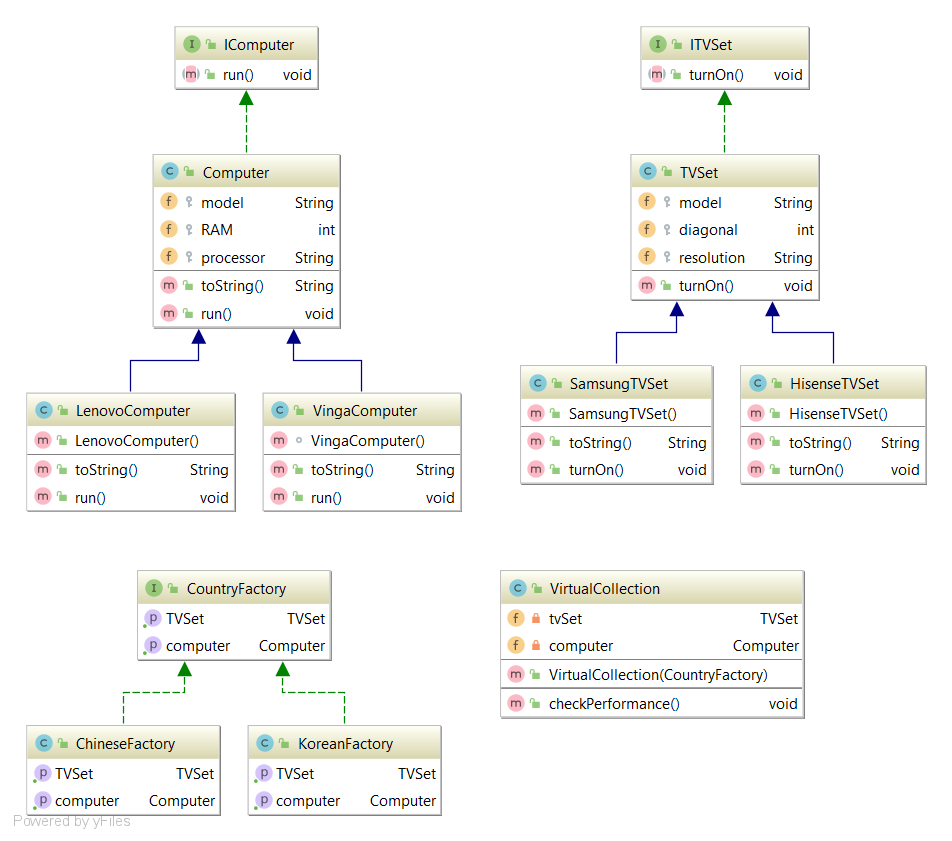 IComputer
run() void
ITVSet
turnOn() void
Computer
model String
RAM int
processor String
toString() String
run() void
TVSet
model String
diagonal int
resolution String
turnOn() void
LenovoComputer
LenovoComputer()
toString() String
run() void
VingaComputer
VingaComputer()
toString() String
run() void
SamsungTVSet
SamsungTVSet()
toString() String
turnOn() void
HisenseTVSet
HisenseTVSet()
toString() String
turnOn() void
CountryFactory
TVSet TVSet
computer Computer
VirtualCollection
tvSet TVSet
computer Computer
VirtualCollection(CountryFactory)
checkPerformance() void
ChineseFactory
TVSet TVSet
computer Computer
KoreanFactory
TVSet TVSet
computer Computer
Powered by yFiles